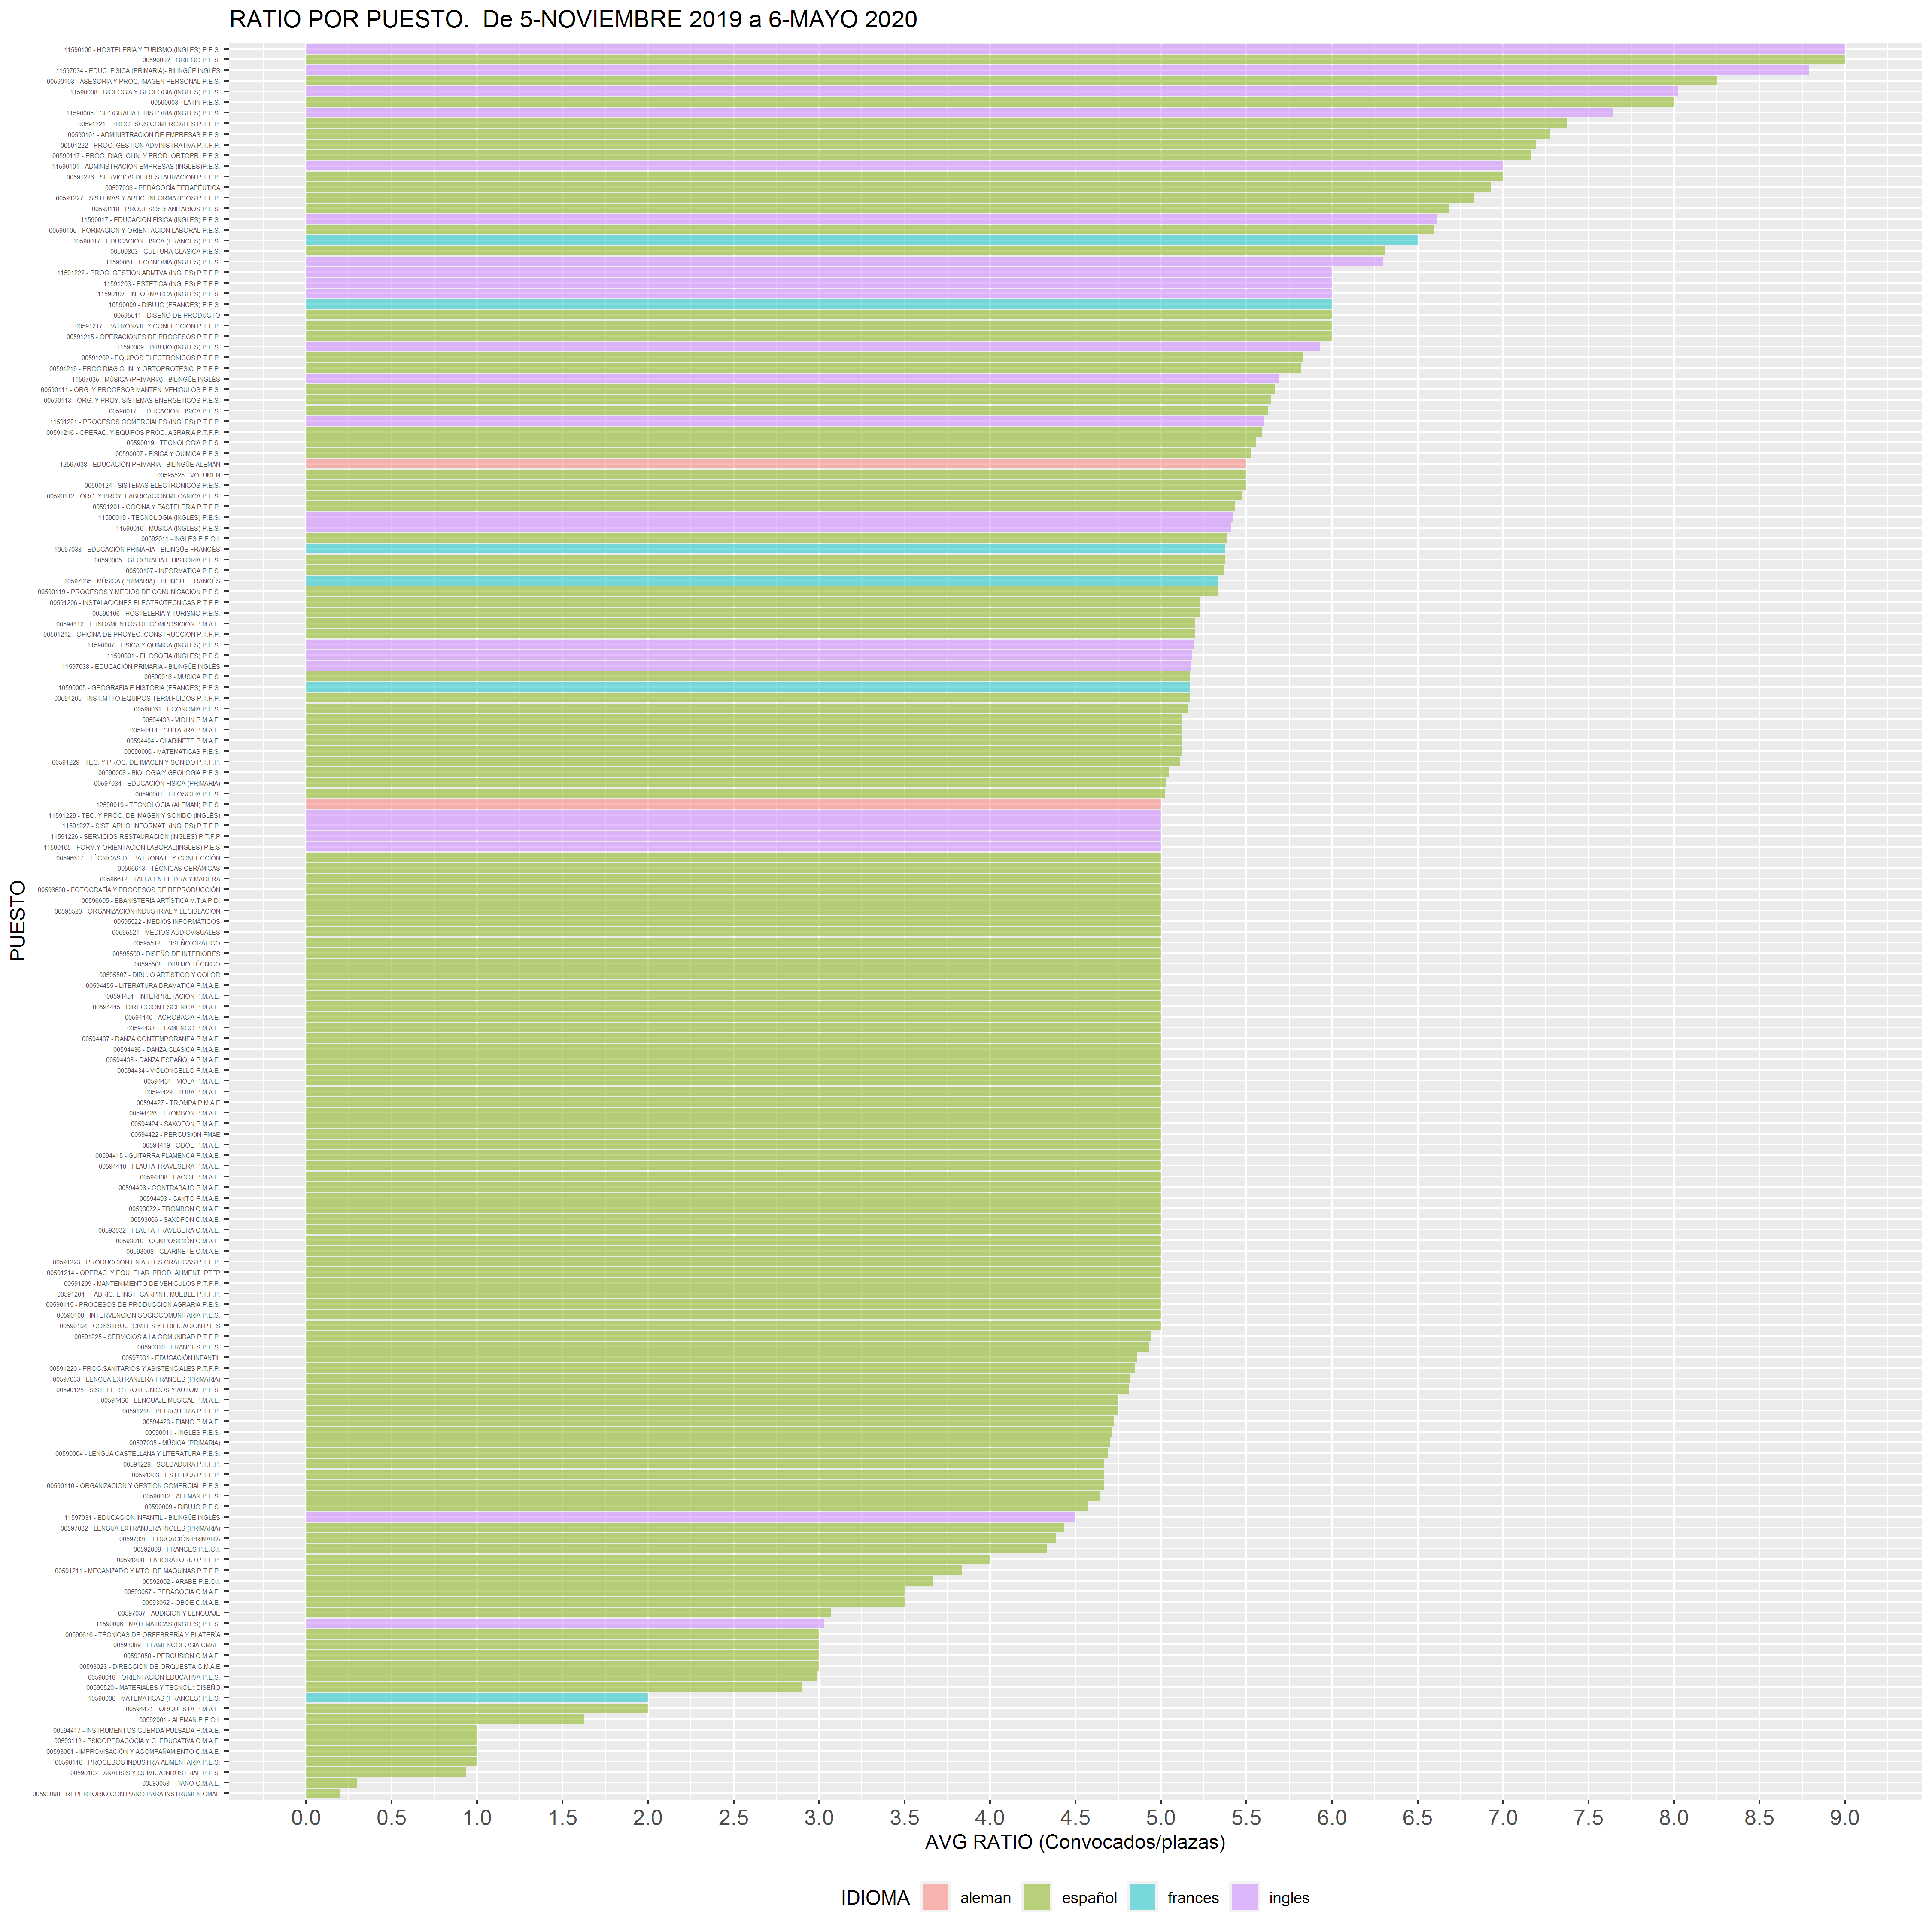 RATIO POR PUESTO.  De 5-NOVIEMBRE 2019 a 6-MAYO 2020
PUESTO
11590106 - HOSTELERIA Y TURISMO (INGLES) P.E.S.
00590002 - GRIEGO P.E.S.
11597034 - EDUC. FISICA (PRIMARIA)- BILINGÜE INGLÉS
00590103 - ASESORIA Y PROC. IMAGEN PERSONAL P.E.S.
11590008 - BIOLOGIA Y GEOLOGIA (INGLES) P.E.S.
00590003 - LATIN P.E.S.
11590005 - GEOGRAFIA E HISTORIA (INGLES) P.E.S.
00591221 - PROCESOS COMERCIALES P.T.F.P.
00590101 - ADMINISTRACION DE EMPRESAS P.E.S.
00591222 - PROC. GESTION ADMINISTRATIVA P.T.F.P.
00590117 - PROC. DIAG. CLIN. Y PROD. ORTOPR. P.E.S.
11590101 - ADMINISTRACION EMPRESAS (INGLES)P.E.S.
00591226 - SERVICIOS DE RESTAURACION P.T.F.P.
00597036 - PEDAGOGÍA TERAPÉUTICA
00591227 - SISTEMAS Y APLIC. INFORMATICOS P.T.F.P.
00590118 - PROCESOS SANITARIOS P.E.S.
11590017 - EDUCACION FISICA (INGLES) P.E.S.
00590105 - FORMACION Y ORIENTACION LABORAL P.E.S.
10590017 - EDUCACION FISICA (FRANCES) P.E.S.
00590803 - CULTURA CLASICA P.E.S.
11590061 - ECONOMIA (INGLES) P.E.S.
11591222 - PROC. GESTION ADMTVA (INGLES) P.T.F.P.
11591203 - ESTETICA (INGLES) P.T.F.P.
11590107 - INFORMATICA (INGLES) P.E.S.
10590009 - DIBUJO (FRANCES) P.E.S.
00595511 - DISEÑO DE PRODUCTO
00591217 - PATRONAJE Y CONFECCION P.T.F.P.
00591215 - OPERACIONES DE PROCESOS P.T.F.P.
11590009 - DIBUJO (INGLES) P.E.S.
00591202 - EQUIPOS ELECTRONICOS P.T.F.P.
00591219 - PROC.DIAG.CLIN. Y ORTOPROTESIC. P.T.F.P.
11597035 - MÚSICA (PRIMARIA) - BILINGÜE INGLÉS
00590111 - ORG. Y PROCESOS MANTEN. VEHICULOS P.E.S.
00590113 - ORG. Y PROY. SISTEMAS ENERGETICOS P.E.S.
00590017 - EDUCACION FISICA P.E.S.
11591221 - PROCESOS COMERCIALES (INGLES) P.T.F.P.
00591216 - OPERAC. Y EQUIPOS PROD. AGRARIA P.T.F.P.
00590019 - TECNOLOGIA P.E.S.
00590007 - FISICA Y QUIMICA P.E.S.
12597038 - EDUCACIÓN PRIMARIA - BILINGÜE ALEMÁN
00595525 - VOLUMEN
00590124 - SISTEMAS ELECTRONICOS P.E.S.
00590112 - ORG. Y PROY. FABRICACION MECANICA P.E.S.
00591201 - COCINA Y PASTELERIA P.T.F.P.
11590019 - TECNOLOGIA (INGLES) P.E.S.
11590016 - MUSICA (INGLES) P.E.S.
00592011 - INGLES P.E.O.I.
10597038 - EDUCACIÓN PRIMARIA - BILINGÜE FRANCÉS
00590005 - GEOGRAFIA E HISTORIA P.E.S.
00590107 - INFORMATICA P.E.S.
10597035 - MÚSICA (PRIMARIA) - BILINGÜE FRANCÉS
00590119 - PROCESOS Y MEDIOS DE COMUNICACION P.E.S.
00591206 - INSTALACIONES ELECTROTECNICAS P.T.F.P.
00590106 - HOSTELERIA Y TURISMO P.E.S.
00594412 - FUNDAMENTOS DE COMPOSICION P.M.A.E.
00591212 - OFICINA DE PROYEC. CONSTRUCCION P.T.F.P.
11590007 - FISICA Y QUIMICA (INGLES) P.E.S.
11590001 - FILOSOFIA (INGLES) P.E.S.
11597038 - EDUCACIÓN PRIMARIA - BILINGÜE INGLÉS
00590016 - MUSICA P.E.S.
10590005 - GEOGRAFIA E HISTORIA (FRANCES) P.E.S.
00591205 - INST.MTTO.EQUIPOS TERM.FUIDOS P.T.F.P.
00590061 - ECONOMIA P.E.S.
00594433 - VIOLIN P.M.A.E.
00594414 - GUITARRA P.M.A.E.
00594404 - CLARINETE P.M.A.E.
00590006 - MATEMATICAS P.E.S.
00591229 - TEC. Y PROC. DE IMAGEN Y SONIDO P.T.F.P.
00590008 - BIOLOGIA Y GEOLOGIA P.E.S.
00597034 - EDUCACIÓN FÍSICA (PRIMARIA)
00590001 - FILOSOFIA P.E.S.
12590019 - TECNOLOGIA (ALEMAN) P.E.S.
11591229 - TEC. Y PROC. DE IMAGEN Y SONIDO (INGLÉS)
11591227 - SIST. APLIC. INFORMAT. (INGLES) P.T.F.P.
11591226 - SERVICIOS RESTAURACION (INGLES) P.T.F.P
11590105 - FORM.Y ORIENTACION LABORAL(INGLES) P.E.S
00596617 - TÉCNICAS DE PATRONAJE Y CONFECCIÓN
00596613 - TÉCNICAS CERÁMICAS
00596612 - TALLA EN PIEDRA Y MADERA
00596608 - FOTOGRAFÍA Y PROCESOS DE REPRODUCCIÓN
00596605 - EBANISTERÍA ARTÍSTICA M.T.A.P.D.
00595523 - ORGANIZACIÓN INDUSTRIAL Y LEGISLACIÓN
00595522 - MEDIOS INFORMÁTICOS
00595521 - MEDIOS AUDIOVISUALES
00595512 - DISEÑO GRÁFICO
00595509 - DISEÑO DE INTERIORES
00595508 - DIBUJO TÉCNICO
00595507 - DIBUJO ARTÍSTICO Y COLOR
00594455 - LITERATURA DRAMATICA P.M.A.E.
00594451 - INTERPRETACION P.M.A.E.
00594445 - DIRECCION ESCENICA P.M.A.E.
00594440 - ACROBACIA P.M.A.E.
00594438 - FLAMENCO P.M.A.E.
00594437 - DANZA CONTEMPORANEA P.M.A.E.
00594436 - DANZA CLASICA P.M.A.E.
00594435 - DANZA ESPAÑOLA P.M.A.E.
00594434 - VIOLONCELLO P.M.A.E.
00594431 - VIOLA P.M.A.E.
00594429 - TUBA P.M.A.E.
00594427 - TROMPA P.M.A.E
00594426 - TROMBON P.M.A.E.
00594424 - SAXOFON P.M.A.E.
00594422 - PERCUSION PMAE
00594419 - OBOE P.M.A.E.
00594415 - GUITARRA FLAMENCA P.M.A.E.
00594410 - FLAUTA TRAVESERA P.M.A.E.
00594408 - FAGOT P.M.A.E.
00594406 - CONTRABAJO P.M.A.E.
00594403 - CANTO P.M.A.E.
00593072 - TROMBON C.M.A.E.
00593066 - SAXOFON C.M.A.E.
00593032 - FLAUTA TRAVESERA C.M.A.E.
00593010 - COMPOSICIÓN C.M.A.E.
00593008 - CLARINETE C.M.A.E.
00591223 - PRODUCCION EN ARTES GRAFICAS P.T.F.P.
00591214 - OPERAC. Y EQU. ELAB. PROD. ALIMENT. PTFP
00591209 - MANTENIMIENTO DE VEHICULOS P.T.F.P.
00591204 - FABRIC. E INST. CARPINT. MUEBLE P.T.F.P.
00590115 - PROCESOS DE PRODUCCION AGRARIA P.E.S.
00590108 - INTERVENCION SOCIOCOMUNITARIA P.E.S.
00590104 - CONSTRUC. CIVILES Y EDIFICACION P.E.S
00591225 - SERVICIOS A LA COMUNIDAD P.T.F.P.
00590010 - FRANCES P.E.S.
00597031 - EDUCACIÓN INFANTIL
00591220 - PROC.SANITARIOS Y ASISTENCIALES P.T.F.P.
00597033 - LENGUA EXTRANJERA-FRANCÉS (PRIMARIA)
00590125 - SIST. ELECTROTECNICOS Y AUTOM. P.E.S.
00594460 - LENGUAJE MUSICAL P.M.A.E.
00591218 - PELUQUERIA P.T.F.P.
00594423 - PIANO P.M.A.E.
00590011 - INGLES P.E.S.
00597035 - MÚSICA (PRIMARIA)
00590004 - LENGUA CASTELLANA Y LITERATURA P.E.S.
00591228 - SOLDADURA P.T.F.P.
00591203 - ESTETICA P.T.F.P.
00590110 - ORGANIZACION Y GESTION COMERCIAL P.E.S.
00590012 - ALEMAN P.E.S.
00590009 - DIBUJO P.E.S.
11597031 - EDUCACIÓN INFANTIL - BILINGÜE INGLÉS
00597032 - LENGUA EXTRANJERA-INGLÉS (PRIMARIA)
00597038 - EDUCACIÓN PRIMARIA
00592008 - FRANCES P.E.O.I.
00591208 - LABORATORIO P.T.F.P.
00591211 - MECANIZADO Y MTO. DE MAQUINAS P.T.F.P.
00592002 - ARABE P.E.O.I.
00593057 - PEDAGOGIA C.M.A.E.
00593052 - OBOE C.M.A.E.
00597037 - AUDICIÓN Y LENGUAJE
11590006 - MATEMATICAS (INGLES) P.E.S.
00596616 - TÉCNICAS DE ORFEBRERÍA Y PLATERÍA
00593089 - FLAMENCOLOGIA CMAE.
00593058 - PERCUSION C.M.A.E.
00593023 - DIRECCION DE ORQUESTA C.M.A.E
00590018 - ORIENTACIÓN EDUCATIVA P.E.S.
00595520 - MATERIALES Y TECNOL.: DISEÑO
10590006 - MATEMATICAS (FRANCES) P.E.S.
00594421 - ORQUESTA P.M.A.E
00592001 - ALEMAN P.E.O.I.
00594417 - INSTRUMENTOS CUERDA PULSADA P.M.A.E.
00593113 - PSICOPEDAGOGIA Y G. EDUCATIVA C.M.A.E.
00593061 - IMPROVISACIÓN Y ACOMPAÑAMIENTO C.M.A.E.
00590116 - PROCESOS INDUSTRIA ALIMENTARIA P.E.S.
00590102 - ANALISIS Y QUIMICA INDUSTRIAL P.E.S.
00593059 - PIANO C.M.A.E.
00593098 - REPERTORIO CON PIANO PARA INSTRUMEN CMAE
0.0 0.5 1.0 1.5 2.0 2.5 3.0 3.5 4.0 4.5 5.0 5.5 6.0 6.5 7.0 7.5 8.0 8.5 9.0
AVG RATIO (Convocados/plazas)
IDIOMA aleman español frances ingles